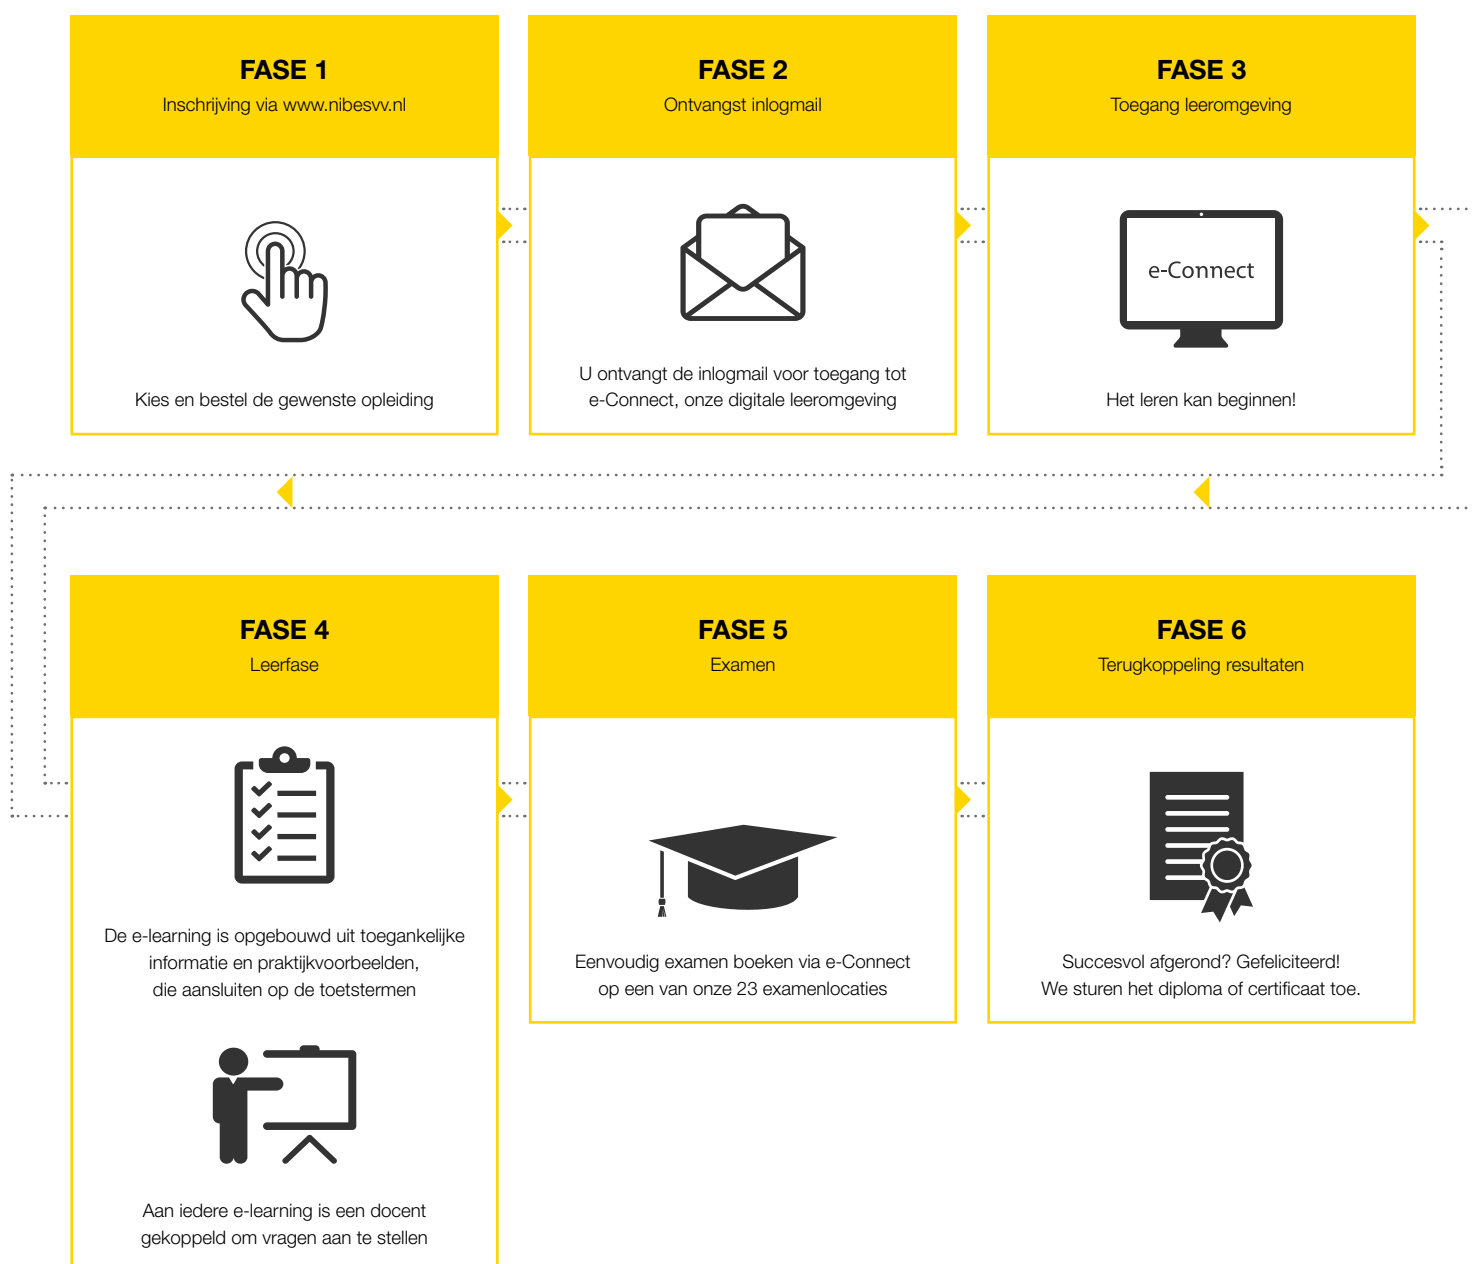 FASE 1
Inschrijving via www.nibesvv.nl
Kies en bestel de gewenste opleiding
FASE 2
Ontvangst inlogmail
U ontvangt de inlogmail voor toegang tot
e-Connect, onze digitale leeromgeving
FASE 3
Toegang leeromgeving
e-Connect
Het leren kan beginnen!
FASE 4
Leerfase
De e-learning is opgebouwd uit toegankelijke
informatie en praktijkvoorbeelden,
die aansluiten op de toetstermen
Aan iedere e-learning is een docent
gekoppeld om vragen aan te stellen
FASE 5
Examen
Eenvoudig examen boeken via e-Connect
op een van onze 23 examenlocaties
FASE 6
Terugkoppeling resultaten
Succesvol afgerond? Gefeliciteerd!
We sturen het diploma of certificaat toe.